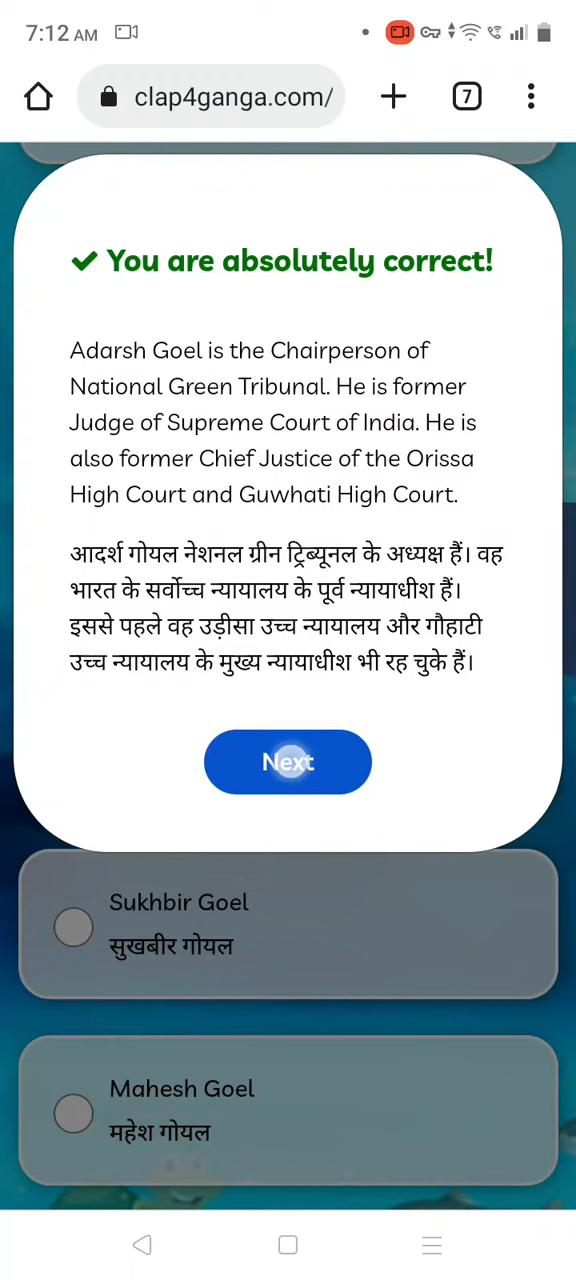 7:12 AM
clap4ganga.com/
7
You are absolutely correct!
Adarsh Goel is the Chairperson of
National Green Tribunal. He is former
Judge of Supreme Court of India. He is
also former Chief Justice of the Orissa
High Court and Guwhati High Court.
आदर्श गोयल नेशनल ग्रीन ट्रिब्यूनल के अध्यक्ष हैं। वह
भारत के सर्वोच्च न्यायालय के पूर्व न्यायाधीश हैं।
इससे पहले वह उड़ीसा उच्च न्यायालय और गौहाटी
उच्च न्यायालय के मुख्य न्यायाधीश भी रह चुके हैं।
Next
Sukhbir Goel
सुखबीर गोयल
Mahesh Goel
महेश गोयल